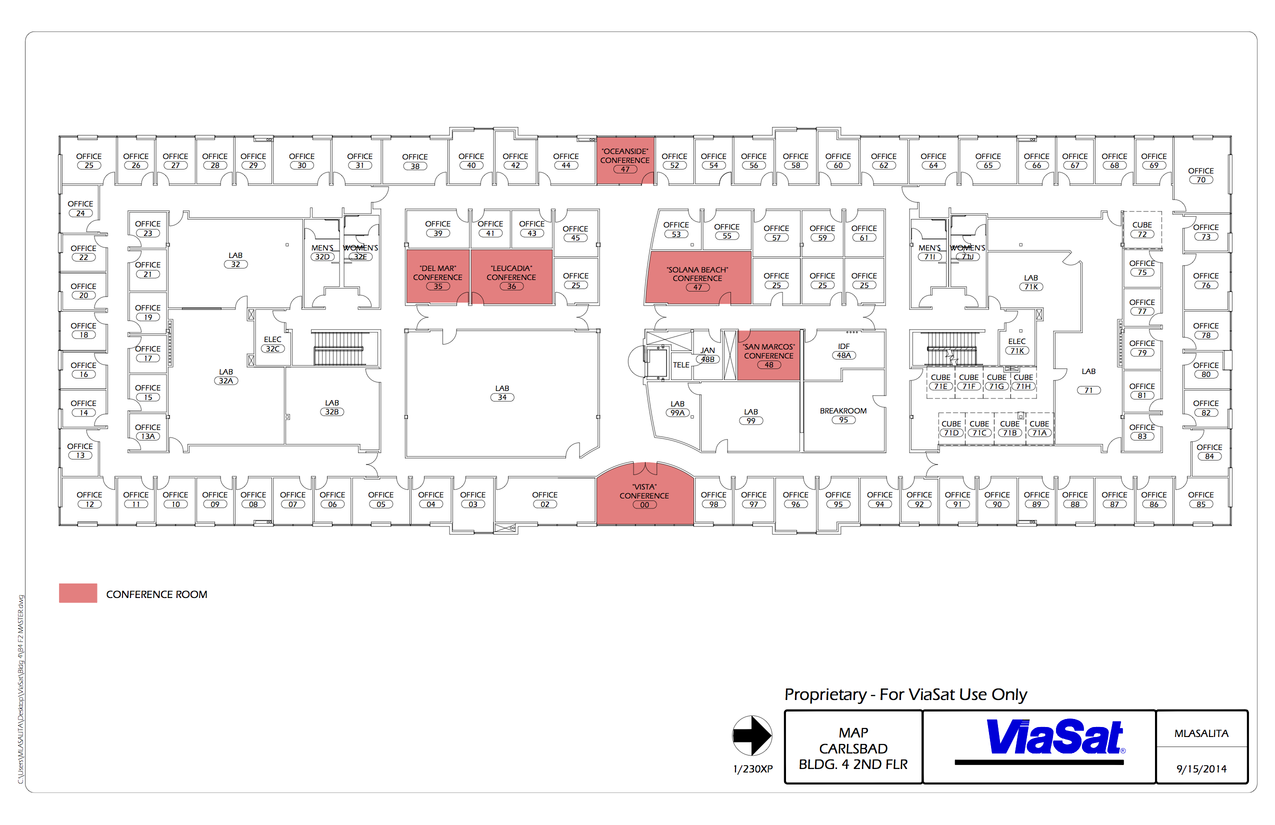 OFFICE 25
OFFICE 26
OFFICE 27
OFFICE 28
OFFICE 29
OFFICE 30
OFFICE 31
OFFICE 38
OFFICE 40
OFFICE 42
OFFICE 44
"OCEANSIDE" CONFERENCE 47
OFFICE 52
OFFICE 54
OFFICE 56
OFFICE 58
OFFICE 60
OFFICE 62
OFFICE 64
OFFICE 65
OFFICE 66
OFFICE 67
OFFICE 68
OFFICE 69
OFFICE 70
OFFICE 24
OFFICE 23
OFFICE 22
OFFICE 21
OFFICE 20
OFFICE 19
OFFICE 18
OFFICE 17
OFFICE 16
OFFICE 15
OFFICE 14
OFFICE 13A
OFFICE 13
LAB 32
MEN'S 32D
WOMEN'S 32E
ELEC 32C
LAB 32A
LAB 32B
OFFICE 39
OFFICE 41
OFFICE 43
OFFICE 45
"DEL MAR" CONFERENCE 35
"LEUCADIA" CONFERENCE 36
OFFICE 25
LAB 34
OFFICE 53
OFFICE 55
OFFICE 57
OFFICE 59
OFFICE 61
"SOLANA BEACH" CONFERENCE 47
OFFICE 25
OFFICE 25
OFFICE 25
TELE
JAN 48B
"SAN MARCOS" CONFERENCE 48
IDF 48A
LAB 99A
LAB 99
BREAKROOM 95
MEN'S 71I
WOMEN'S 71J
LAB 71K
ELEC 71K
CUBE 71E
CUBE 71F
CUBE 71G
CUBE 71H
CUBE 71D
CUBE 71C
CUBE 71B
CUBE 71A
LAB 71
CUBE 72
OFFICE 73
OFFICE 75
OFFICE 76
OFFICE 77
OFFICE 78
OFFICE 79
OFFICE 80
OFFICE 81
OFFICE 82
OFFICE 83
OFFICE 84
OFFICE 12
OFFICE 11
OFFICE 10
OFFICE 09
OFFICE 08
OFFICE 07
OFFICE 06
OFFICE 05
OFFICE 04
OFFICE 03
OFFICE 02
"VISTA" CONFERENCE 00
OFFICE 98
OFFICE 97
OFFICE 96
OFFICE 95
OFFICE 94
OFFICE 92
OFFICE 91
OFFICE 90
OFFICE 89
OFFICE 88
OFFICE 87
OFFICE 86
OFFICE 85
CONFERENCE ROOM
C:\Users\MLASALITA\Desktop\ViaSat\Bldg 4\B4 F2 MASTER.dwg
Proprietary - For ViaSat Use Only
1/230XP
MAP
CARLSBAD
BLDG. 4 2ND FLR
ViaSat®
MLASALITA
9/15/2014